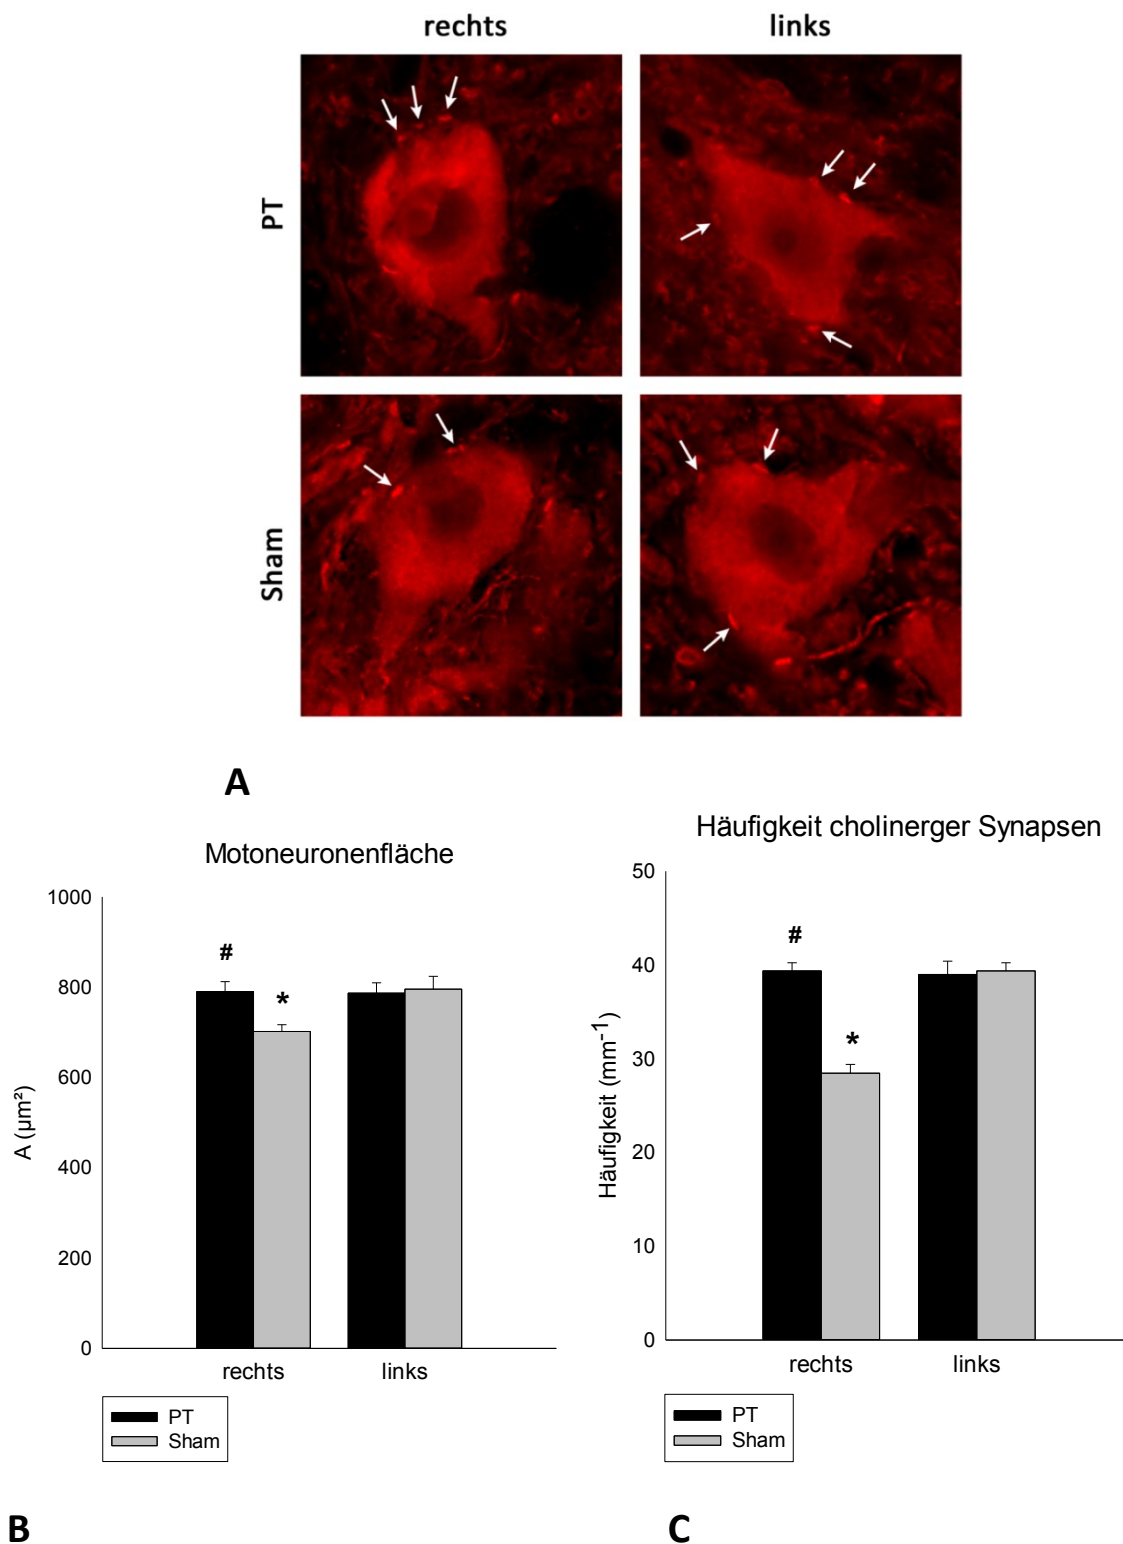 rechts links
PT
Sham
A
Motoneuronenfläche
1000
800
600
400
200
0
A (µm²)
#
*
rechts links
PT
Sham
B
Häufigkeit cholinerger Synapsen
50
40
30
20
10
0
Häufigkeit (mm⁻¹)
#
*
rechts links
PT
Sham
C